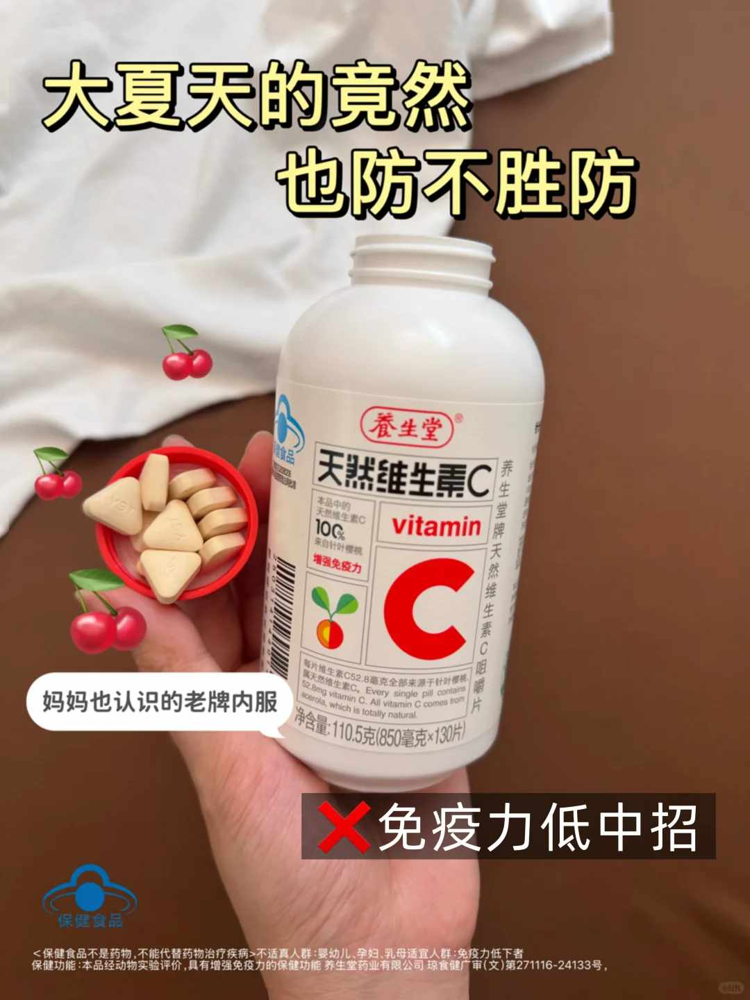 大夏天的竟然
也防不胜防
養生堂®
保健食品
天然维生素C
本品中的
天然维生素C
100%
来自针叶樱桃
增强免疫力
vitamin
C
养生堂牌天然维生素C咀嚼片
每片维生素C52.8毫克全部来源于针叶樱桃,
属天然维生素C。Every single pill contains
52.8mg vitamin C. All vitamin C comes from
acerola, which is totally natural.
净含量:110.5克(850毫克×130片)
YST
YST
妈妈也认识的老牌内服
❌免疫力低中招
保健食品
<保健食品不是药物,不能代替药物治疗疾病>不适真人群:婴幼儿、孕妇、乳母适宜人群:免疫力低下者
保健功能:本品经动物实验评价,具有增强免疫力的保健功能 养生堂药业有限公司 琼食健广审(文)第271116-24133号,